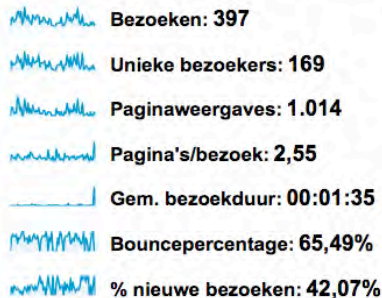 Bezoeken: 397
Unieke bezoekers: 169
Paginaweergaves: 1.014
Pagina's/bezoek: 2,55
Gem. bezoekduur: 00:01:35
Bouncepercentage: 65,49%
% nieuwe bezoeken: 42,07%